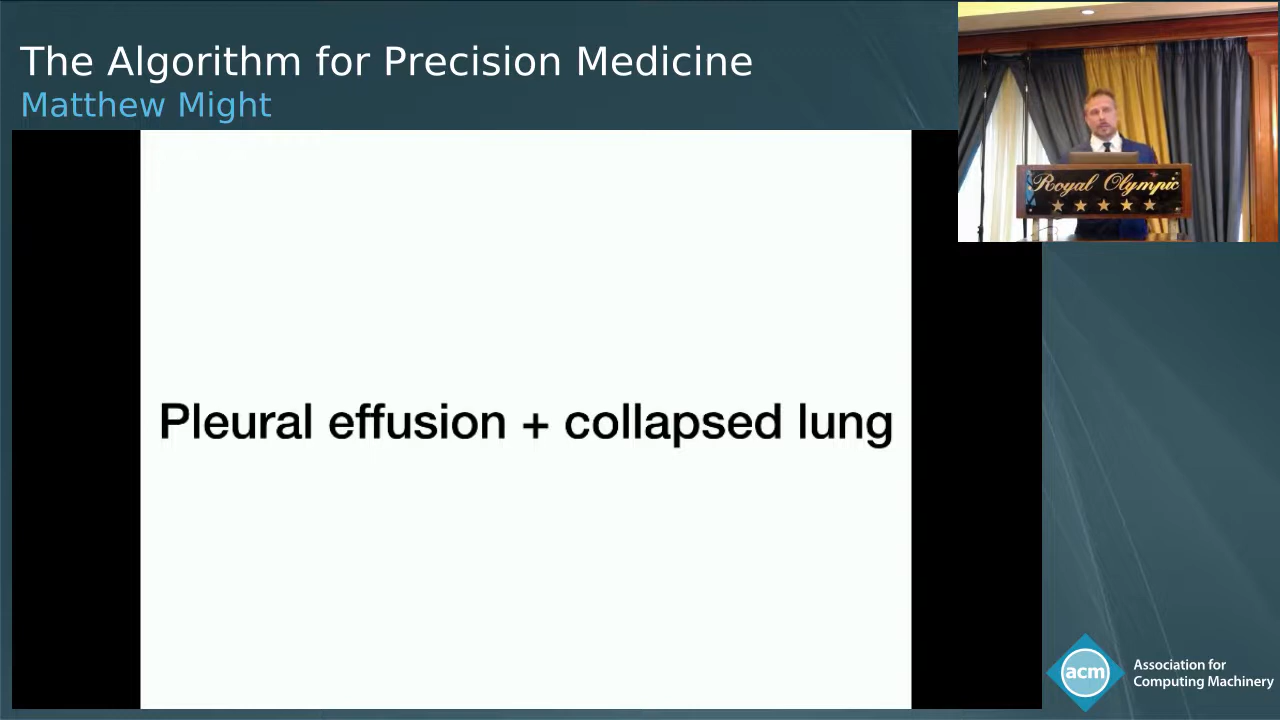 The Algorithm for Precision Medicine
Matthew Might
Royal Olympic
Pleural effusion + collapsed lung
acm
Association for
Computing Machinery